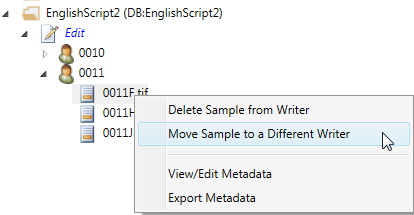 EnglishScript2 (DB:EnglishScript2)
Edit
0010
0011
0011F.tif
Delete Sample from Writer
0011H
Move Sample to a Different Writer
0011J
View/Edit Metadata
Export Metadata